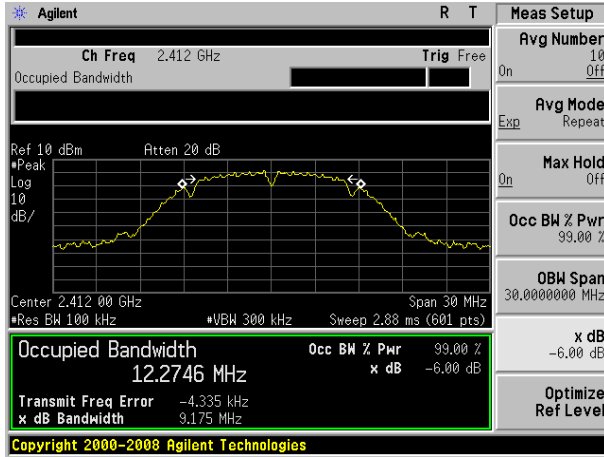 Agilent R T
Meas Setup
Ch Freq 2.412 GHz Trig Free
Occupied Bandwidth
Avg Number
10
On Off
Avg Mode
Exp Repeat
Max Hold
On Off
Occ BW % Pwr
99.00 %
OBW Span
30.0000000 MHz
x dB
-6.00 dB
Optimize
Ref Level
Ref 10 dBm Atten 20 dB
#Peak
Log
10
dB/
Center 2.412 00 GHz Span 30 MHz
#Res BW 100 kHz #VBW 300 kHz Sweep 2.88 ms (601 pts)
Occupied Bandwidth Occ BW % Pwr 99.00 %
12.2746 MHz x dB -6.00 dB
Transmit Freq Error -4.335 kHz
x dB Bandwidth 9.175 MHz
Copyright 2000-2008 Agilent Technologies